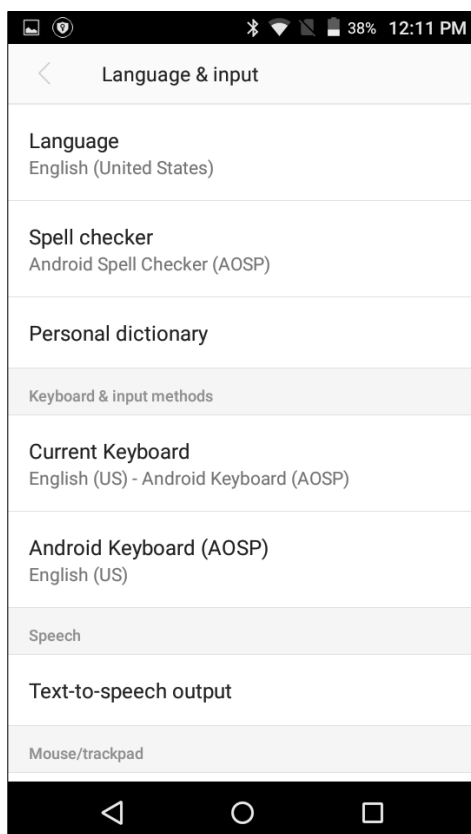 38% 12:11 PM
Language & input
Language
English (United States)
Spell checker
Android Spell Checker (AOSP)
Personal dictionary
Keyboard & input methods
Current Keyboard
English (US) - Android Keyboard (AOSP)
Android Keyboard (AOSP)
English (US)
Speech
Text-to-speech output
Mouse/trackpad